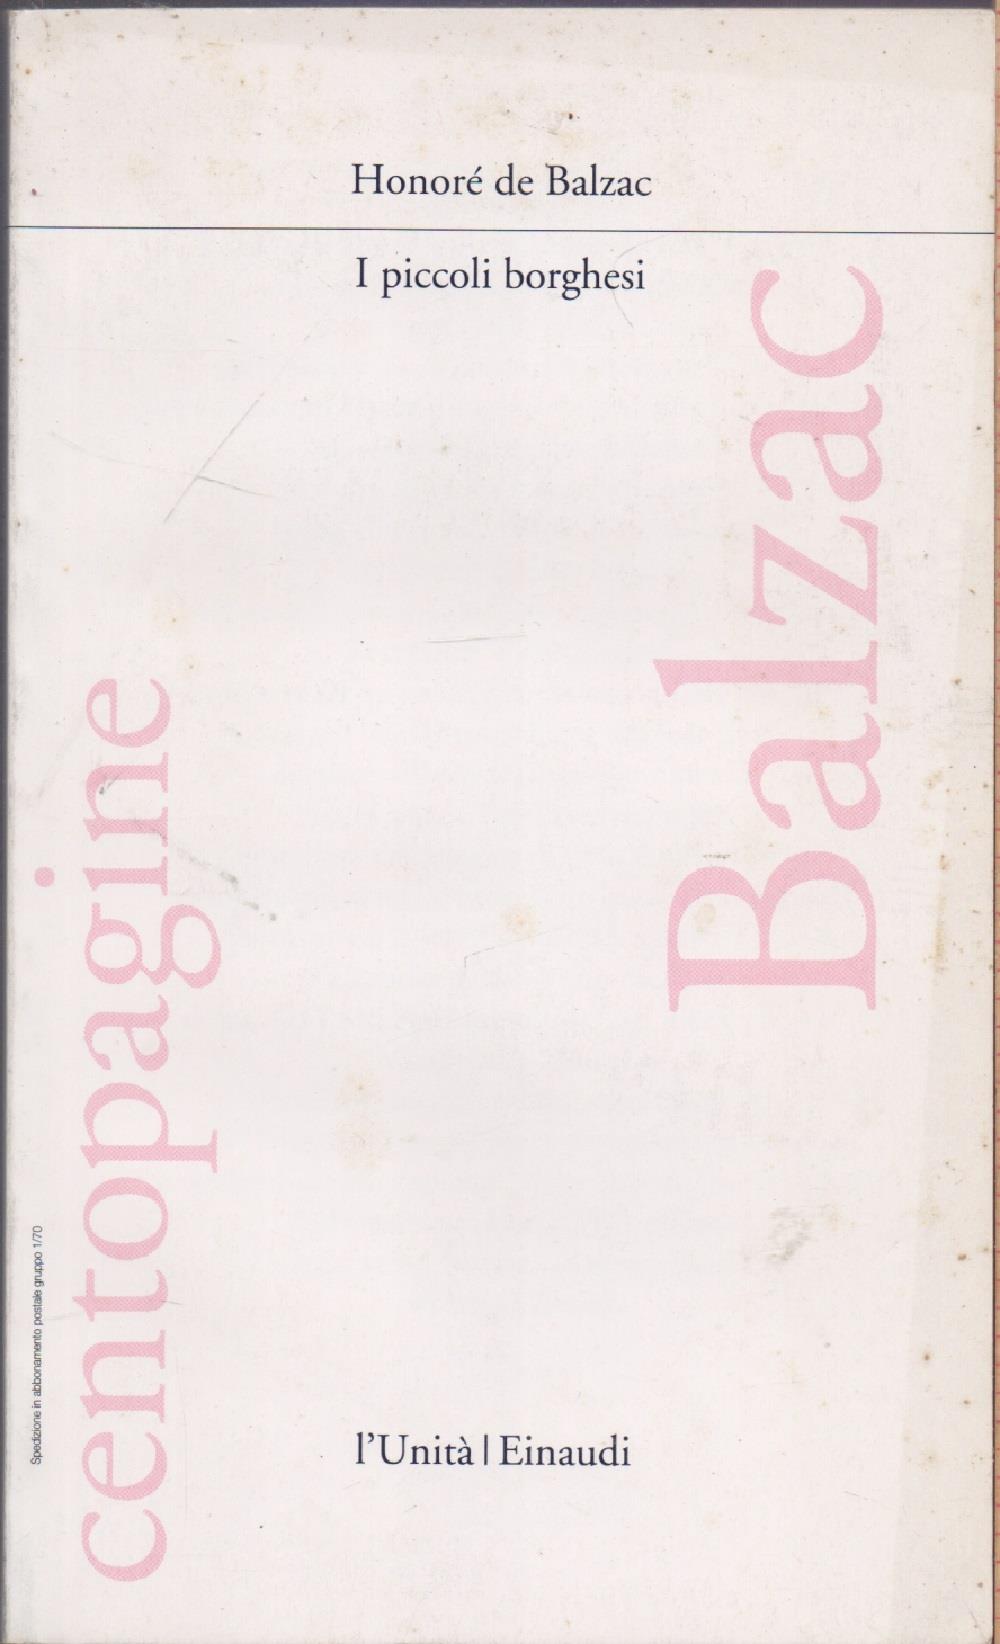 Honoré de Balzac
I piccoli borghesi
Balzac
centopagine
Spedizione in abbonamento postale gruppo 1/70
l'Unità | Einaudi